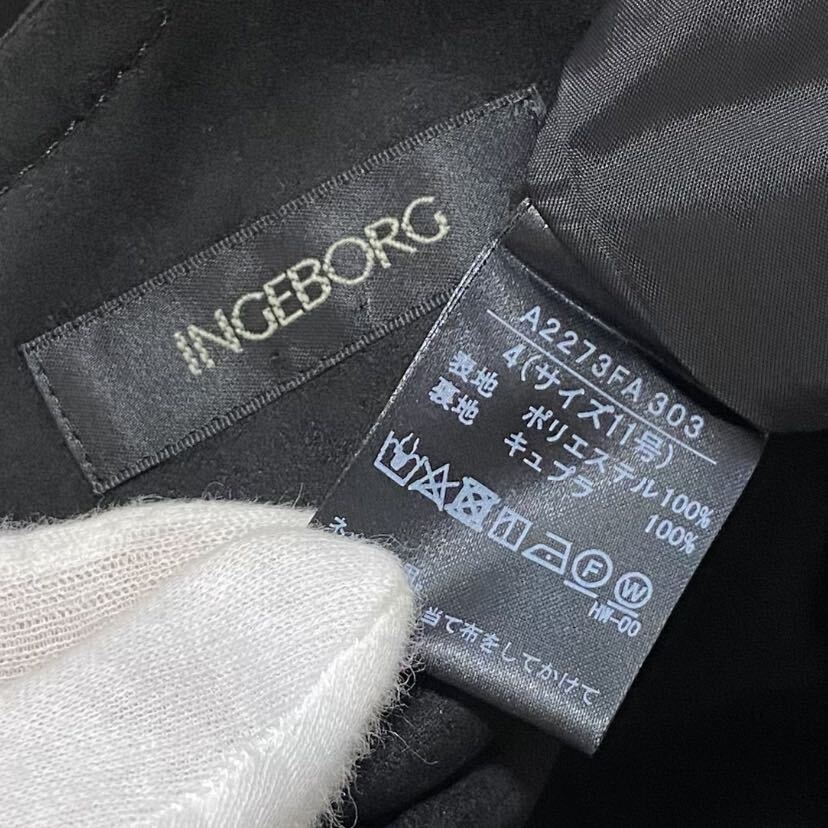 INGEBORG
A2273FA 303
4(サイズ11号)
表地 ポリエステル100%
裏地 キュプラ 100%
F W
HW-OD
ネ
当て布をしてかけて